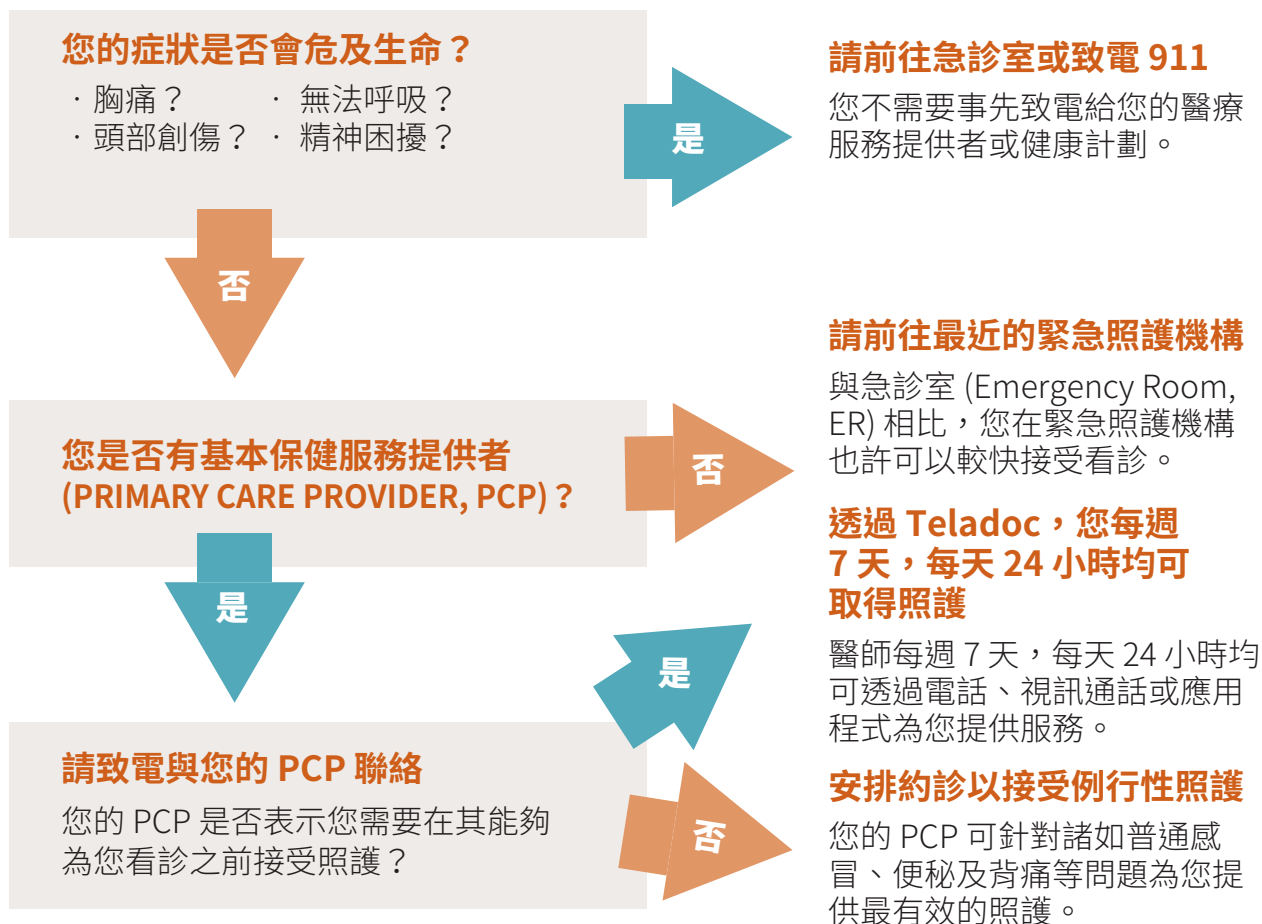 您的症狀是否會危及生命？
· 胸痛？ · 無法呼吸？
· 頭部創傷？ · 精神困擾？
是
請前往急診室或致電 911
您不需要事先致電給您的醫療
服務提供者或健康計劃。
否
您是否有基本保健服務提供者
(PRIMARY CARE PROVIDER, PCP)？
否
請前往最近的緊急照護機構
與急診室 (Emergency Room,
ER) 相比，您在緊急照護機構
也許可以較快接受看診。
是
請致電與您的 PCP 聯絡
您的 PCP 是否表示您需要在其能夠
為您看診之前接受照護？
是
透過 Teladoc，您每週
7 天，每天 24 小時均可
取得照護
醫師每週 7 天，每天 24 小時均
可透過電話、視訊通話或應用
程式為您提供服務。
否
安排約診以接受例行性照護
您的 PCP 可針對諸如普通感
冒、便秘及背痛等問題為您提
供最有效的照護。